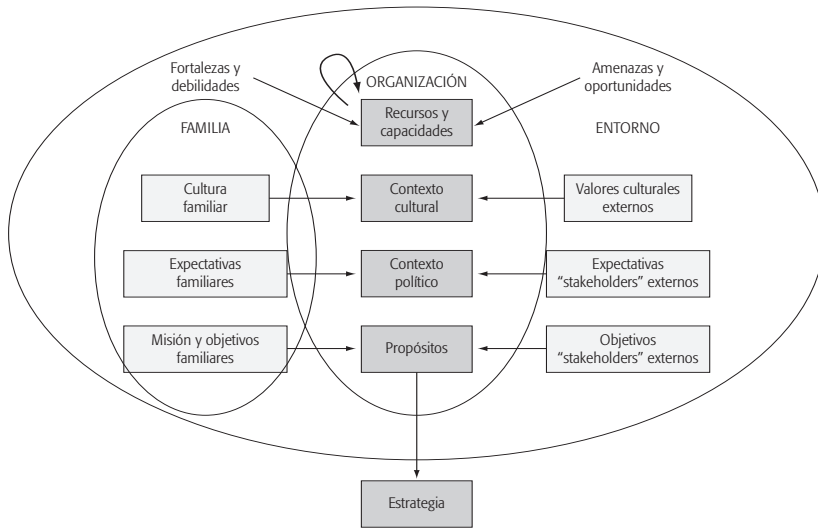 Fortalezas y
debilidades
ORGANIZACIÓN
Amenazas y
oportunidades
FAMILIA
Recursos y
capacidades
ENTORNO
Cultura
familiar
Contexto
cultural
Valores culturales
externos
Expectativas
familiares
Contexto
político
Expectativas
“stakeholders” externos
Misión y objetivos
familiares
Propósitos
Objetivos
“stakeholders” externos
Estrategia